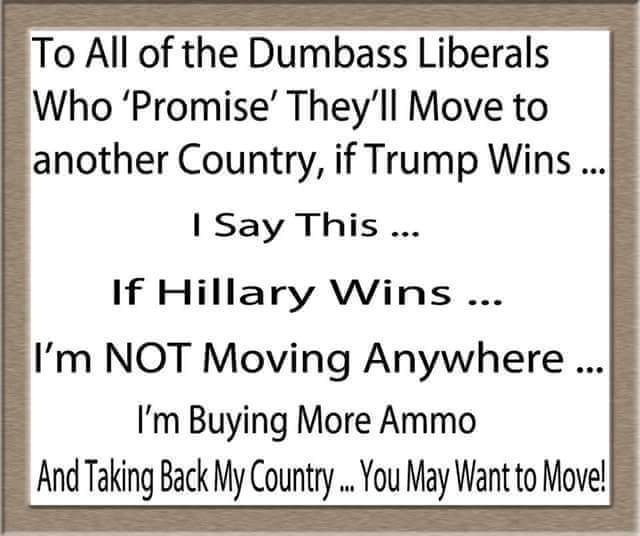 To All of the Dumbass Liberals
Who ‘Promise’ They’ll Move to
another Country, if Trump Wins ...
I Say This ...
If Hillary Wins ...
I’m NOT Moving Anywhere ...
I’m Buying More Ammo
And Taking Back My Country ... You May Want to Move!